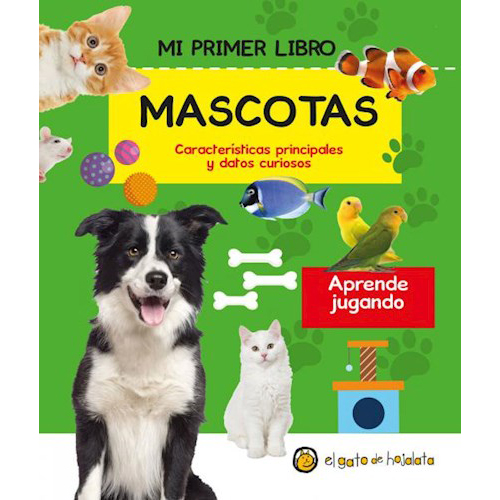 MI PRIMER LIBRO
MASCOTAS
Características principales
y datos curiosos
Aprende
jugando
el gato de hojalata